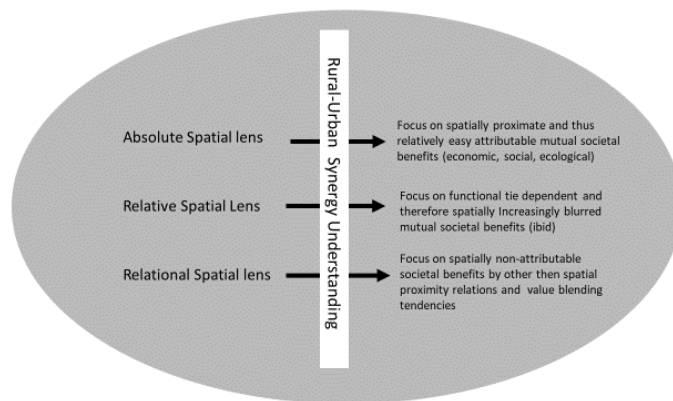 Absolute Spatial lens
Relative Spatial Lens
Relational Spatial lens
Rural-Urban Synergy Understanding
Focus on spatially proximate and thus
relatively easy attributable mutual societal
benefits (economic, social, ecological)
Focus on functional tie dependent and
therefore spatially Increasingly blurred
mutual societal benefits (ibid)
Focus on spatially non-attributable
societal benefits by other then spatial
proximity relations and value blending
tendencies